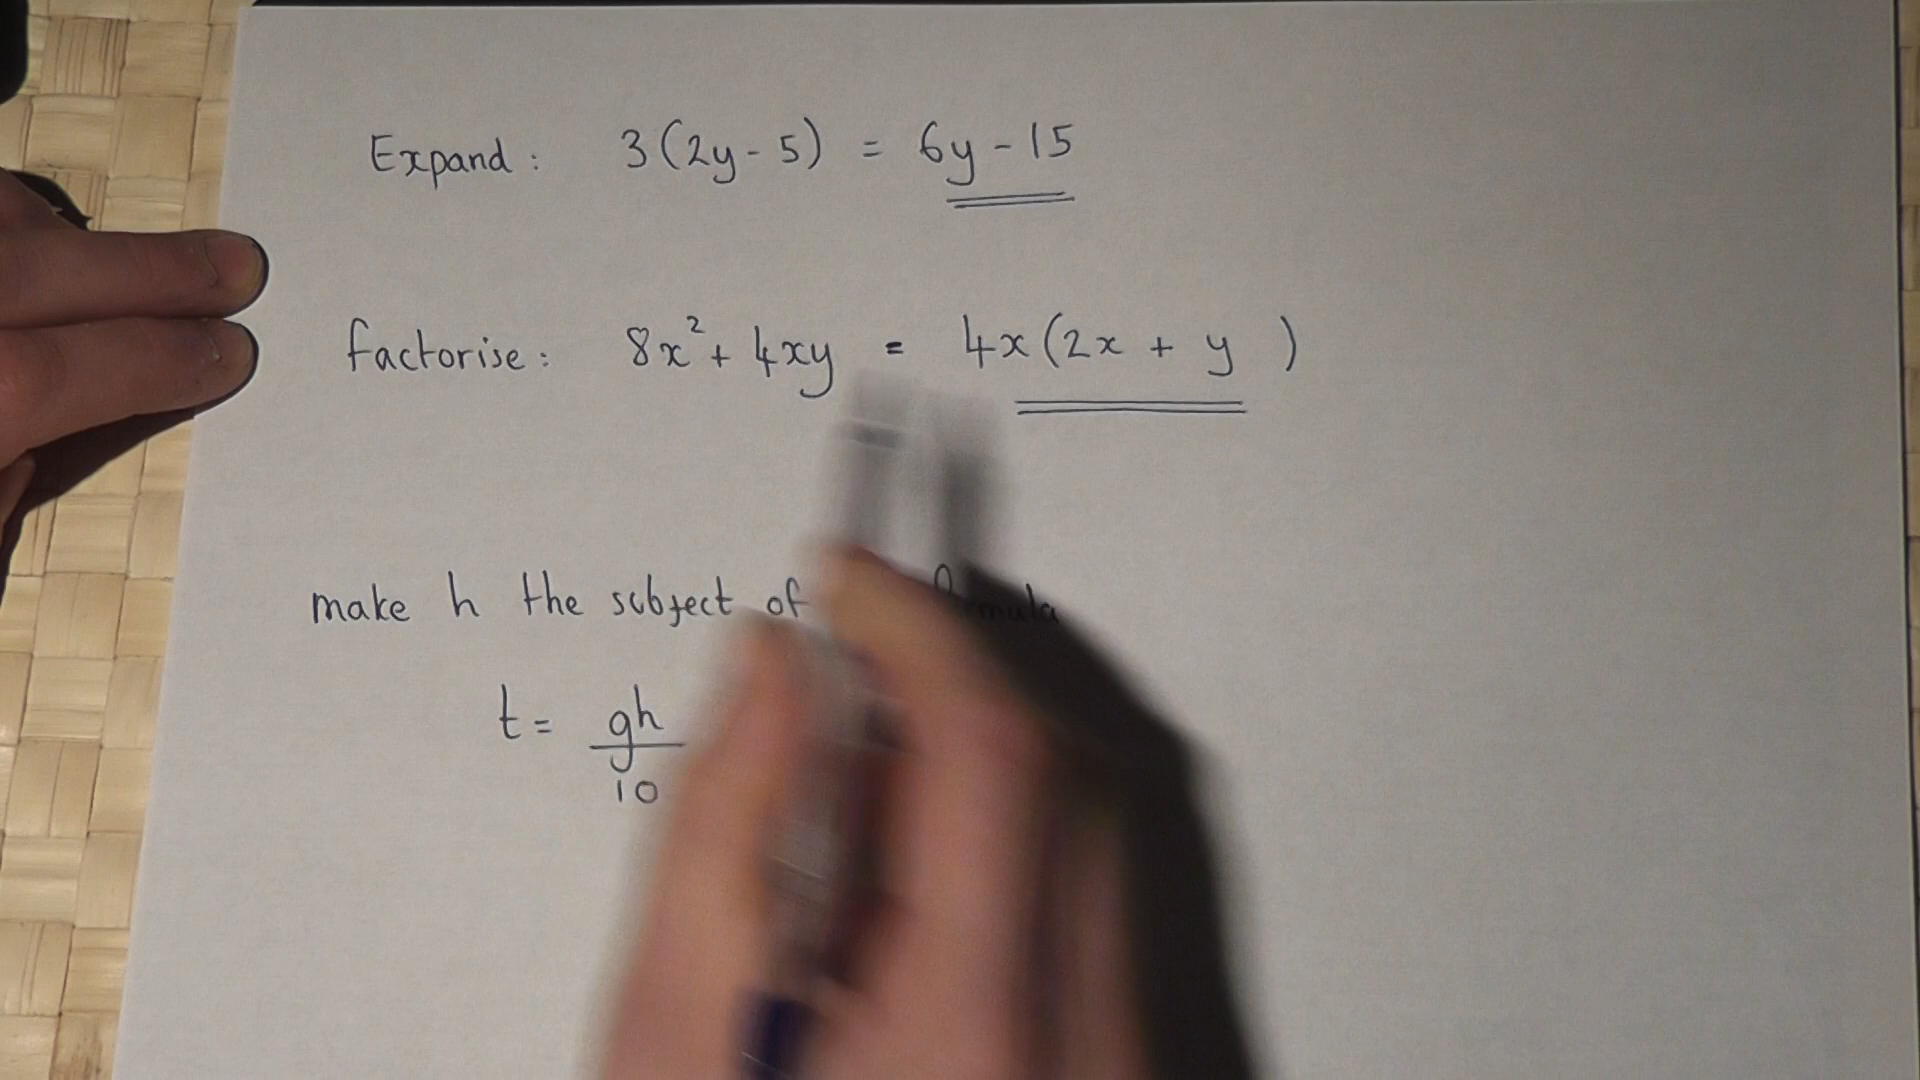 Expand: 3(2y - 5) = 6y - 15
factorise: 8x² + 4xy = 4x(2x + y )
make h the subject of
t = gh
10